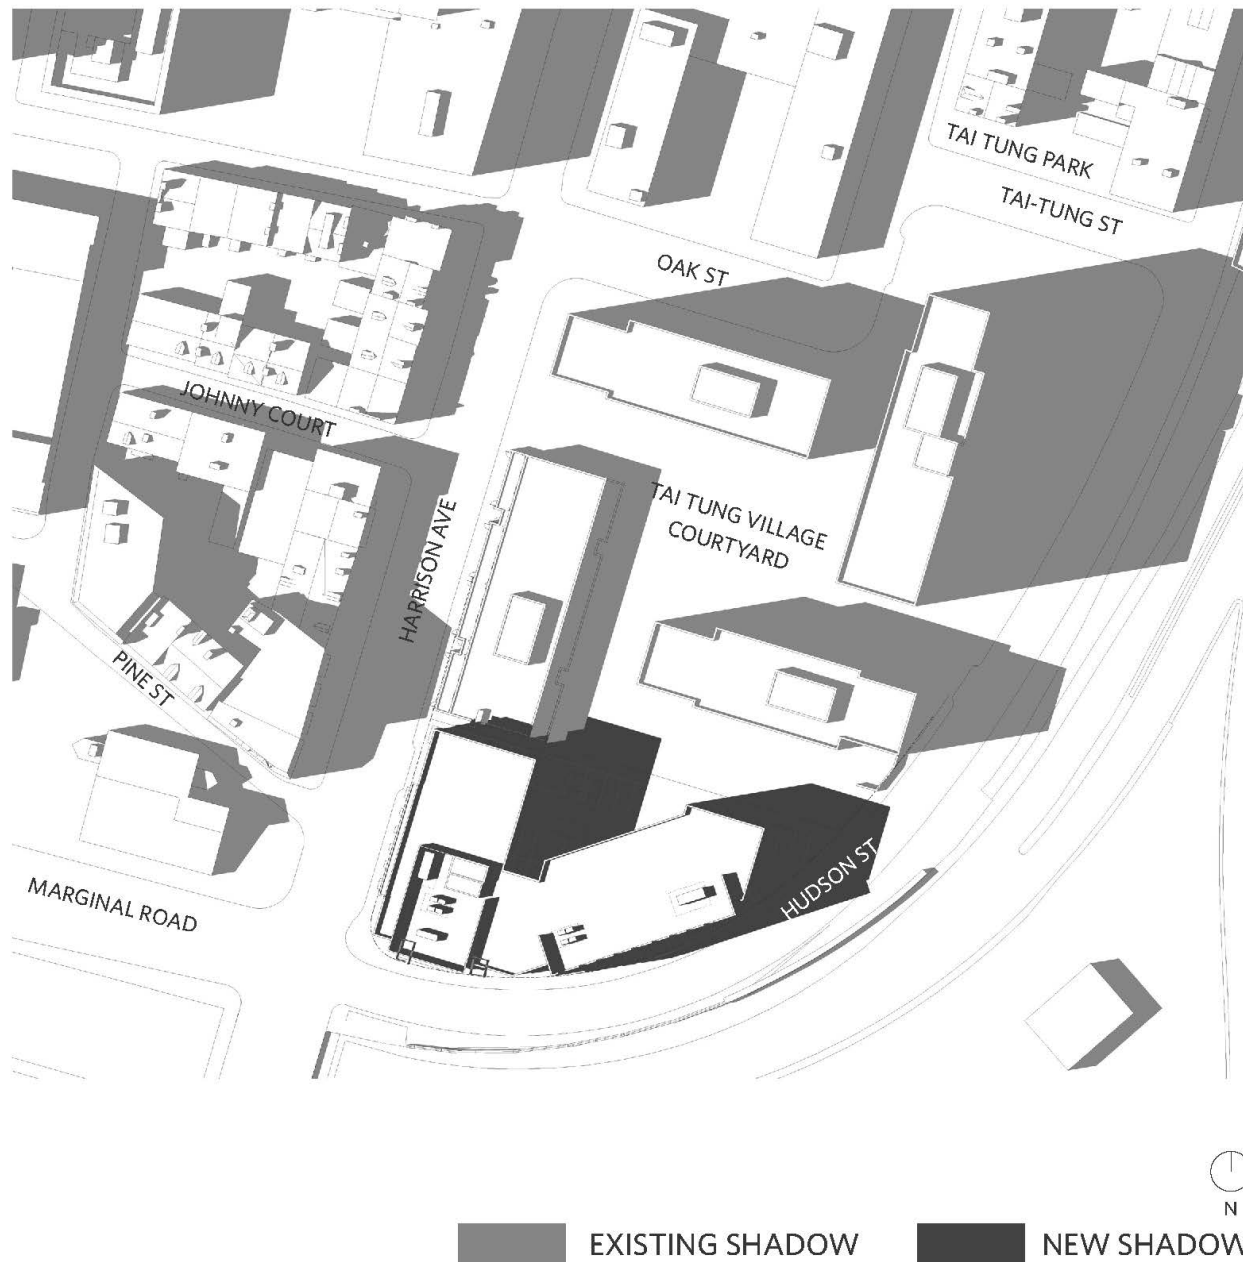 TAI TUNG PARK
TAI-TUNG ST
OAK ST
JOHNNY COURT
HARRISON AVE
TAI TUNG VILLAGE
COURTYARD
PINE ST
HUDSON ST
MARGINAL ROAD
N
EXISTING SHADOW
NEW SHADOW